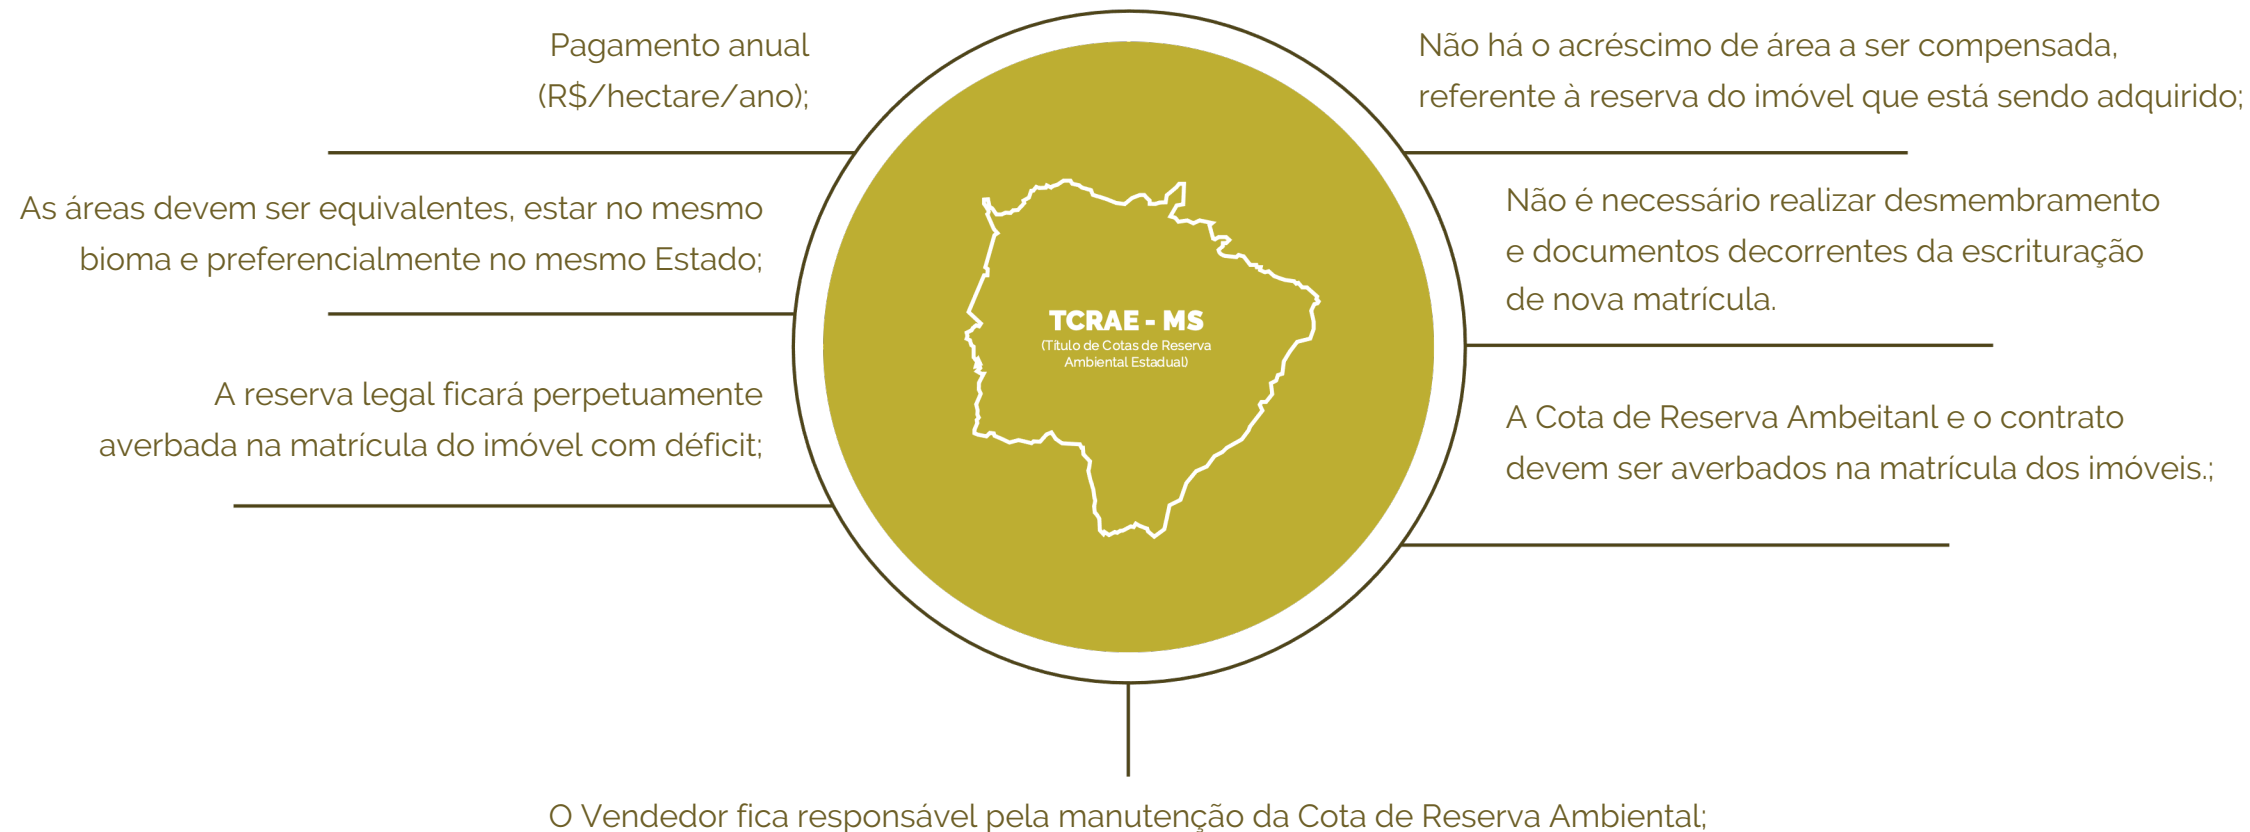 Pagamento anual
(R$/hectare/ano);
As áreas devem ser equivalentes, estar no mesmo
bioma e preferencialmente no mesmo Estado;
A reserva legal ficará perpetuamente
averbada na matrícula do imóvel com déficit;
TCRAE - MS
(Título de Cotas de Reserva
Ambiental Estadual)
Não há o acréscimo de área a ser compensada,
referente à reserva do imóvel que está sendo adquirido;
Não é necessário realizar desmembramento
e documentos decorrentes da escrituração
de nova matrícula.
A Cota de Reserva Ambeitanl e o contrato
devem ser averbados na matrícula dos imóveis.;
O Vendedor fica responsável pela manutenção da Cota de Reserva Ambiental;